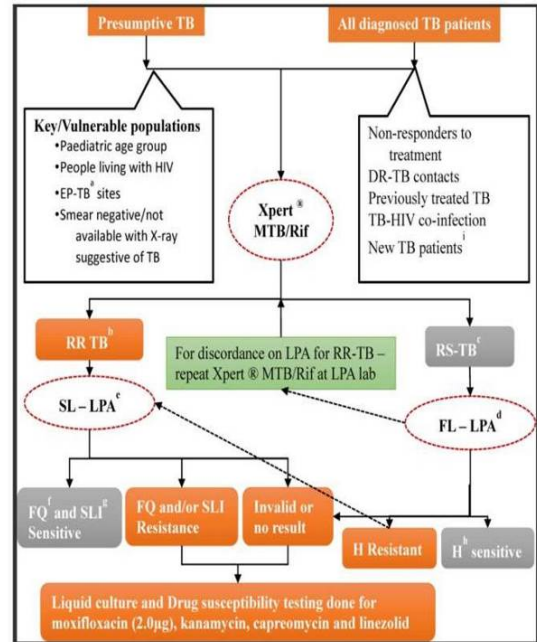 Presumptive TB
All diagnosed TB patients
Key/Vulnerable populations
•Paediatric age group
•People living with HIV
•EP-TBᵃ sites
•Smear negative/not
available with X-ray
suggestive of TB
Xpert ®
MTB/Rif
Non-responders to
treatment
DR-TB contacts
Previously treated TB
TB-HIV co-infection
New TB patientsⁱ
RR TBᵇ
For discordance on LPA for RR-TB –
repeat Xpert ® MTB/Rif at LPA lab
RS-TBᶜ
SL – LPAᵉ
FL – LPAᵈ
FQᶠ and SLIᵍ
Sensitive
FQ and/or SLI
Resistance
Invalid or
no result
H Resistant
Hʰ sensitive
Liquid culture and Drug susceptibility testing done for
moxifloxacin (2.0µg), kanamycin, capreomycin and linezolid